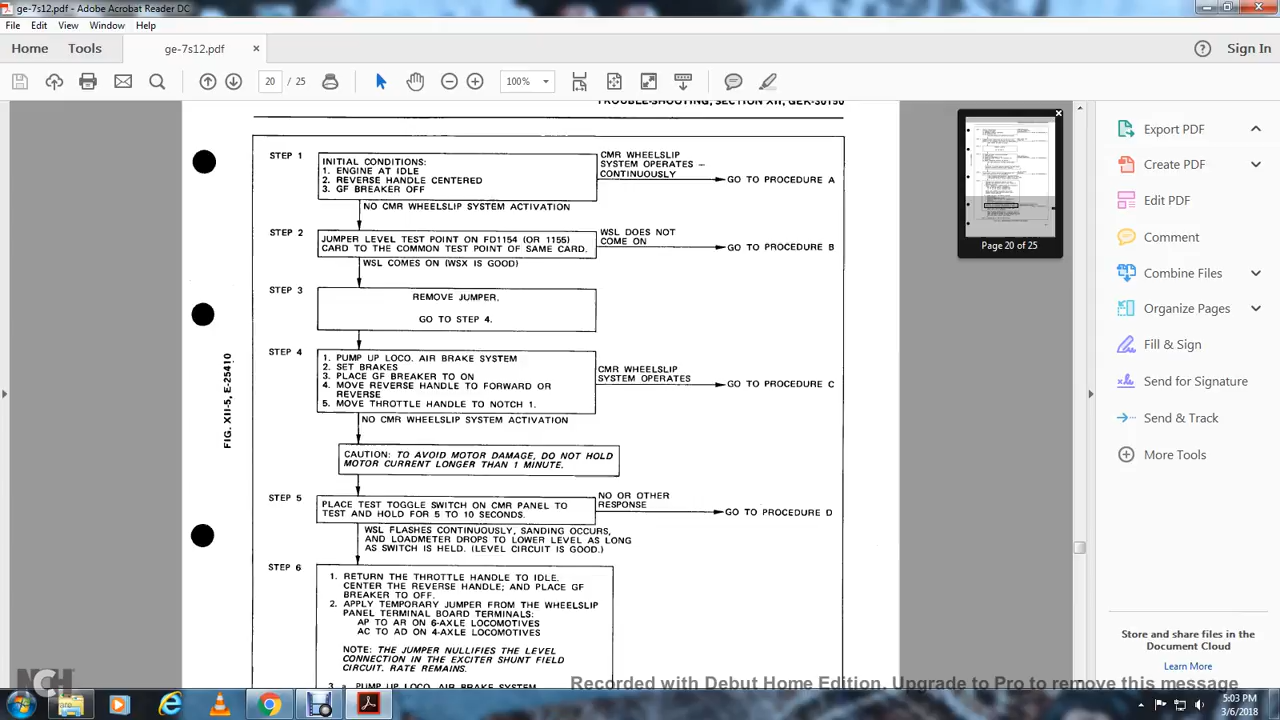 ge-7s12.pdf - Adobe Acrobat Reader DC
File Edit View Window Help
Home Tools ge-7s12.pdf × Sign In
20 / 25 100%
TROUBLE-SHOOTING, SECTION XII, GEK-30150
STEP 1
INITIAL CONDITIONS:
1. ENGINE AT IDLE
2. REVERSE HANDLE CENTERED
3. GF BREAKER OFF
CMR WHEELSLIP
SYSTEM OPERATES –
CONTINUOUSLY
GO TO PROCEDURE A
NO CMR WHEELSLIP SYSTEM ACTIVATION
STEP 2
JUMPER LEVEL TEST POINT ON FD1154 (OR 1155)
CARD TO THE COMMON TEST POINT OF SAME CARD.
WSL DOES NOT
COME ON
GO TO PROCEDURE B
WSL COMES ON (WSX IS GOOD)
STEP 3
REMOVE JUMPER.
GO TO STEP 4.
STEP 4
1. PUMP UP LOCO. AIR BRAKE SYSTEM
2. SET BRAKES
3. PLACE GF BREAKER TO ON
4. MOVE REVERSE HANDLE TO FORWARD OR
REVERSE
5. MOVE THROTTLE HANDLE TO NOTCH 1.
CMR WHEELSLIP
SYSTEM OPERATES
GO TO PROCEDURE C
NO CMR WHEELSLIP SYSTEM ACTIVATION
CAUTION: TO AVOID MOTOR DAMAGE, DO NOT HOLD
MOTOR CURRENT LONGER THAN 1 MINUTE.
STEP 5
PLACE TEST TOGGLE SWITCH ON CMR PANEL TO
TEST AND HOLD FOR 5 TO 10 SECONDS.
NO OR OTHER
RESPONSE
GO TO PROCEDURE D
WSL FLASHES CONTINUOUSLY, SANDING OCCURS,
AND LOADMETER DROPS TO LOWER LEVEL AS LONG
AS SWITCH IS HELD. (LEVEL CIRCUIT IS GOOD.)
STEP 6
1. RETURN THE THROTTLE HANDLE TO IDLE.
CENTER THE REVERSE HANDLE; AND PLACE GF
BREAKER TO OFF.
2. APPLY TEMPORARY JUMPER FROM THE WHEELSLIP
PANEL TERMINAL BOARD TERMINALS:
AP TO AR ON 6-AXLE LOCOMOTIVES
AC TO AD ON 4-AXLE LOCOMOTIVES
NOTE: THE JUMPER NULLIFIES THE LEVEL
CONNECTION IN THE EXCITER SHUNT FIELD
CIRCUIT. RATE REMAINS.
3. a. PUMP UP LOCO. AIR BRAKE SYSTEM
FIG. XII-5, E-25410
Page 20 of 25
Export PDF
Create PDF
Edit PDF
Comment
Combine Files
Organize Pages
Fill & Sign
Send for Signature
Send & Track
More Tools
Store and share files in the
Document Cloud
Learn More
NCH
Recorded with Debut Home Edition. Upgrade to Pro to remove this message
5:03 PM
3/6/2018